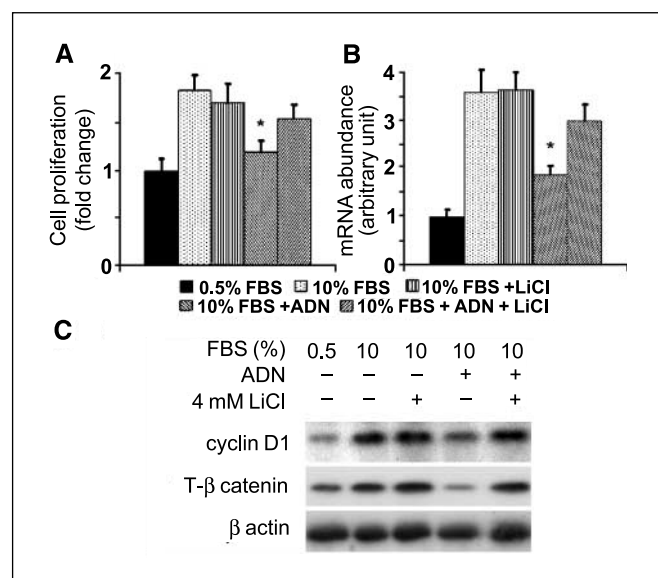 A
Cell proliferation
(fold change)
2
1
0
*
B
mRNA abundance
(arbitrary unit)
4
3
2
1
0
*
0.5% FBS 10% FBS 10% FBS +LiCl
10% FBS +ADN 10% FBS + ADN + LiCl
C
FBS (%) 0.5 10 10 10 10
ADN − − − + +
4 mM LiCl − − + − +
cyclin D1
T-β catenin
β actin